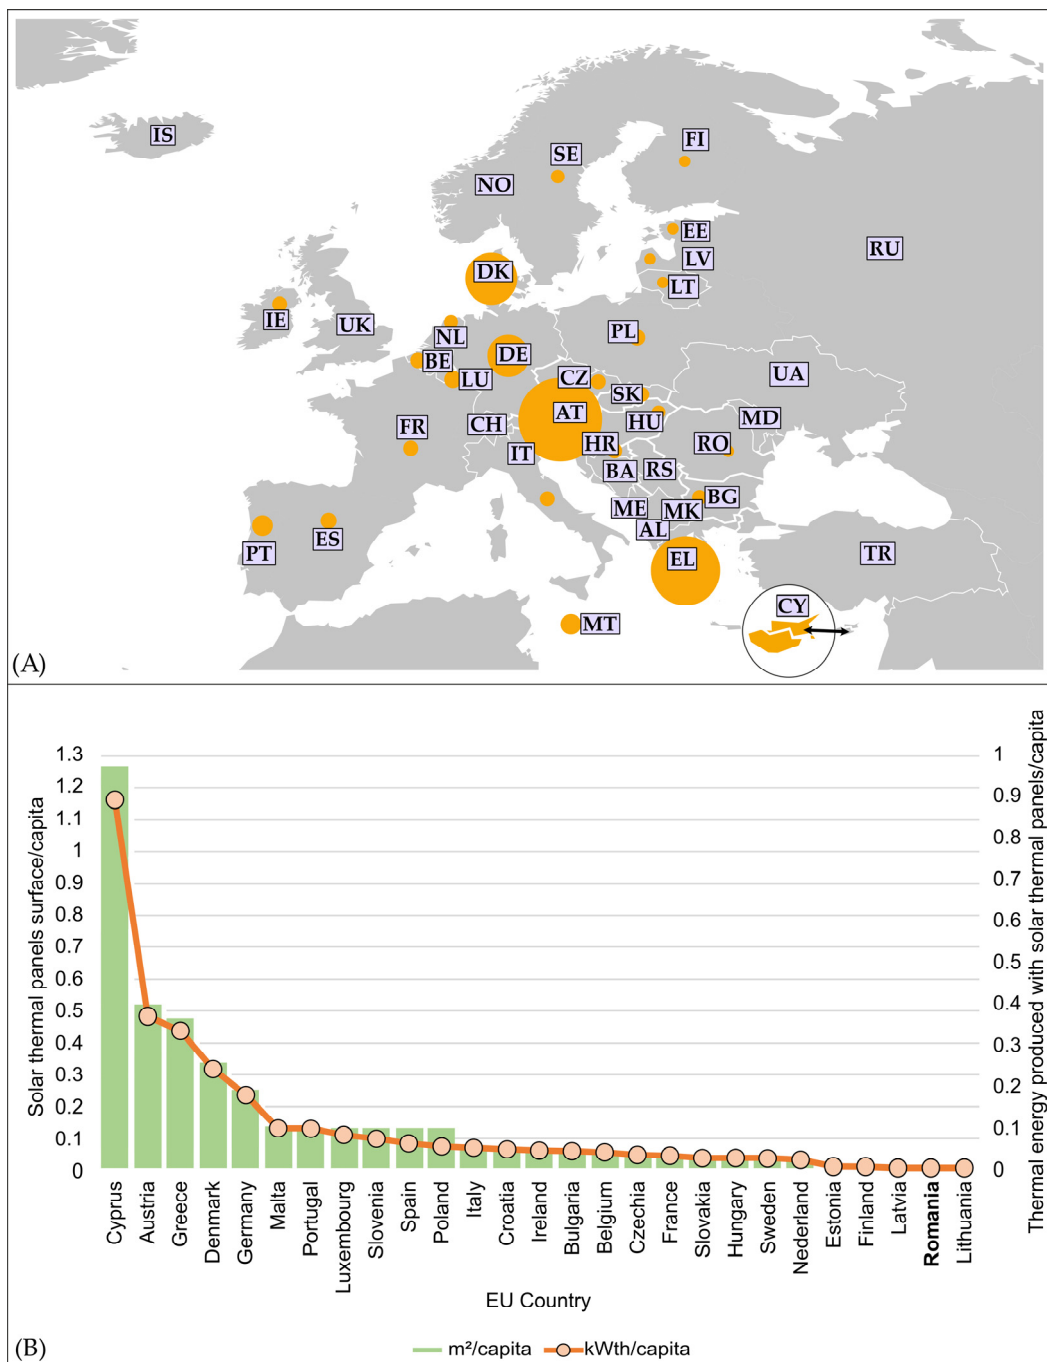 IS
FI
SE
NO
EE
RU
LV
DK
LT
IE
UK
NL
PL
BE
DE
LU
CZ
UA
SK
AT
FR
CH
HU
MD
HR
RO
IT
BA
RS
BG
ME
MK
PT
ES
AL
EL
TR
CY
MT
(A)
Solar thermal panels surface/capita
1.3
1.2
1.1
1
0.9
0.8
0.7
0.6
0.5
0.4
0.3
0.2
0.1
0
Thermal energy produced with solar thermal panels/capita
1
0.9
0.8
0.7
0.6
0.5
0.4
0.3
0.2
0.1
0
Cyprus
Austria
Greece
Denmark
Germany
Malta
Portugal
Luxembourg
Slovenia
Spain
Poland
Italy
Croatia
Ireland
Bulgaria
Belgium
Czechia
France
Slovakia
Hungary
Sweden
Nederland
Estonia
Finland
Latvia
Romania
Lithuania
EU Country
(B)
m²/capita
kWth/capita